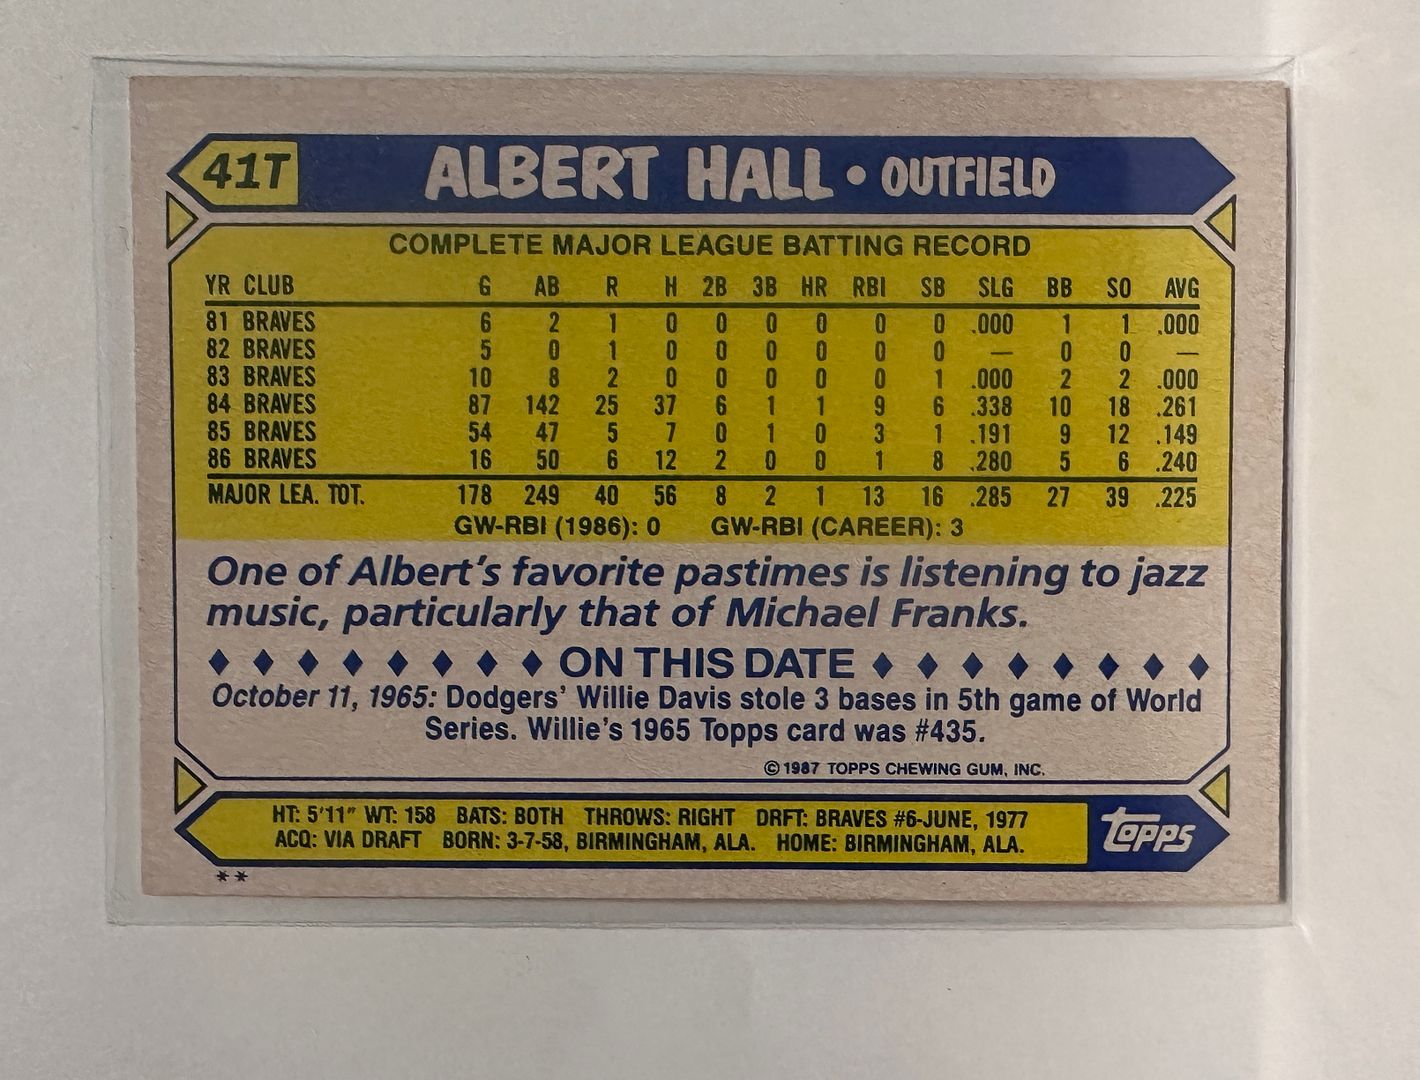 41T ALBERT HALL • OUTFIELD
COMPLETE MAJOR LEAGUE BATTING RECORD
YR CLUB G AB R H 2B 3B HR RBI SB SLG BB SO AVG
81 BRAVES 6 2 1 0 0 0 0 0 0 .000 1 1 .000
82 BRAVES 5 0 1 0 0 0 0 0 0 — 0 0 —
83 BRAVES 10 8 2 0 0 0 0 0 1 .000 2 2 .000
84 BRAVES 87 142 25 37 6 1 1 9 6 .338 10 18 .261
85 BRAVES 54 47 5 7 0 1 0 3 1 .191 9 12 .149
86 BRAVES 16 50 6 12 2 0 0 1 8 .280 5 6 .240
MAJOR LEA. TOT. 178 249 40 56 8 2 1 13 16 .285 27 39 .225
GW-RBI (1986): 0 GW-RBI (CAREER): 3
One of Albert's favorite pastimes is listening to jazz
music, particularly that of Michael Franks.
ON THIS DATE
October 11, 1965: Dodgers' Willie Davis stole 3 bases in 5th game of World
Series. Willie's 1965 Topps card was #435.
© 1987 TOPPS CHEWING GUM, INC.
HT: 5'11" WT: 158 BATS: BOTH THROWS: RIGHT DRFT: BRAVES #6-JUNE, 1977
ACQ: VIA DRAFT BORN: 3-7-58, BIRMINGHAM, ALA. HOME: BIRMINGHAM, ALA.
topps
**